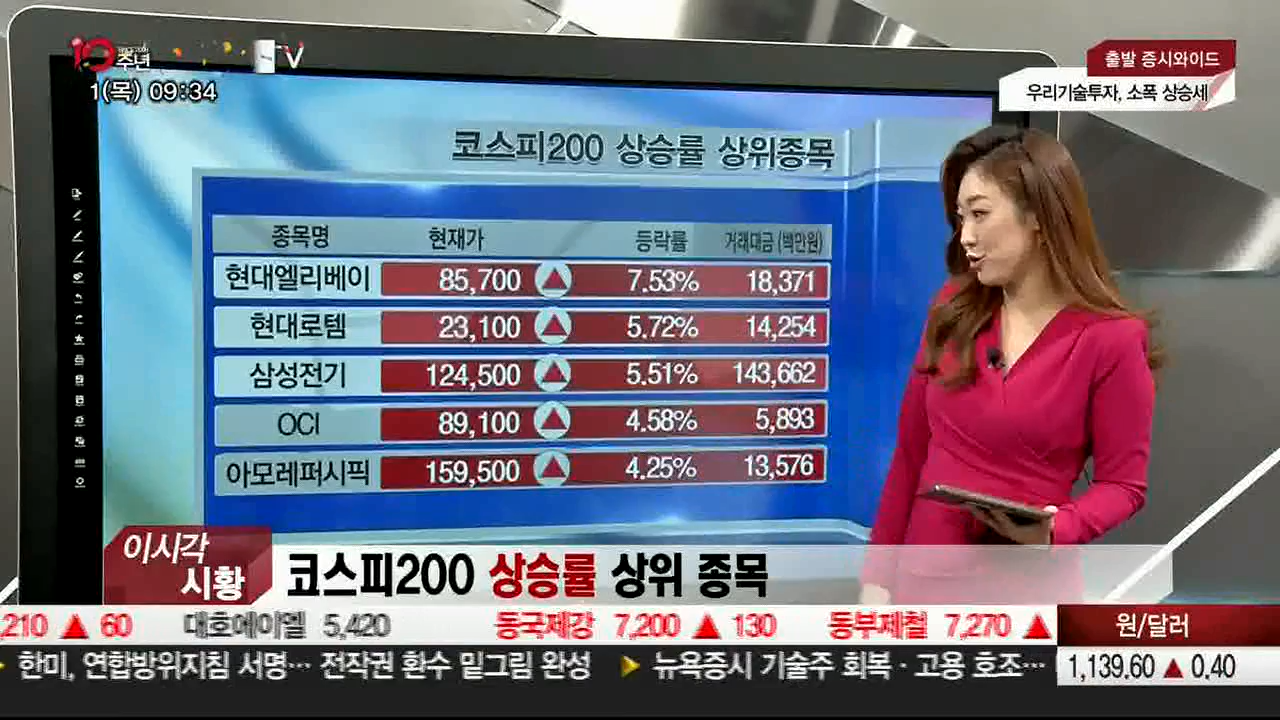 10주년
TV
1(목) 09:34
출발 증시와이드
우리기술투자, 소폭 상승세
코스피200 상승률 상위종목
종목명 현재가 등락률 거래대금 (백만원)
현대엘리베이 85,700 ▲ 7.53% 18,371
현대로템 23,100 ▲ 5.72% 14,254
삼성전기 124,500 ▲ 5.51% 143,662
OCI 89,100 ▲ 4.58% 5,893
아모레퍼시픽 159,500 ▲ 4.25% 13,576
이시각
시황
코스피200 상승률 상위 종목
,210 ▲ 60 대호에이엘 5,420 동국제강 7,200 ▲ 130 동부제철 7,270 ▲
원/달러
한미, 연합방위지침 서명… 전작권 환수 밑그림 완성 ▶ 뉴욕증시 기술주 회복·고용 호조…
1,139.60 ▲ 0.40